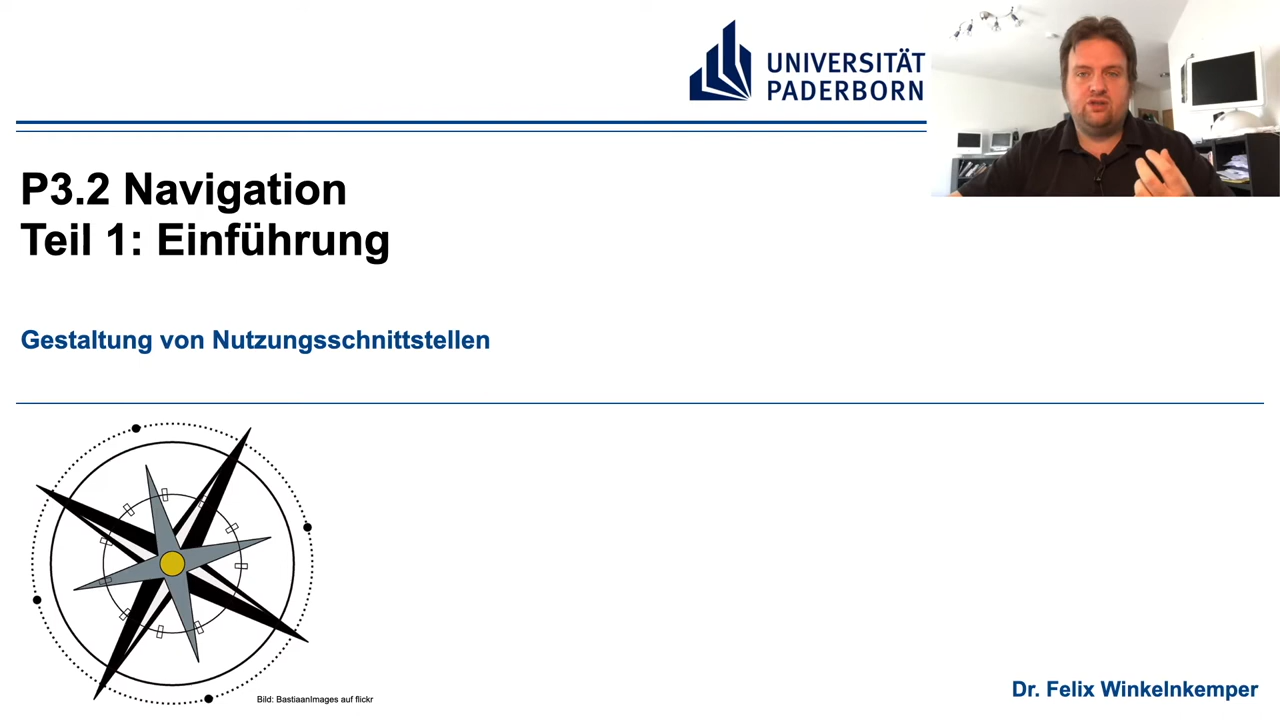 UNIVERSITÄT
PADERBORN
P3.2 Navigation
Teil 1: Einführung
Gestaltung von Nutzungsschnittstellen
Bild: BastiaanImages auf flickr
Dr. Felix Winkelnkemper